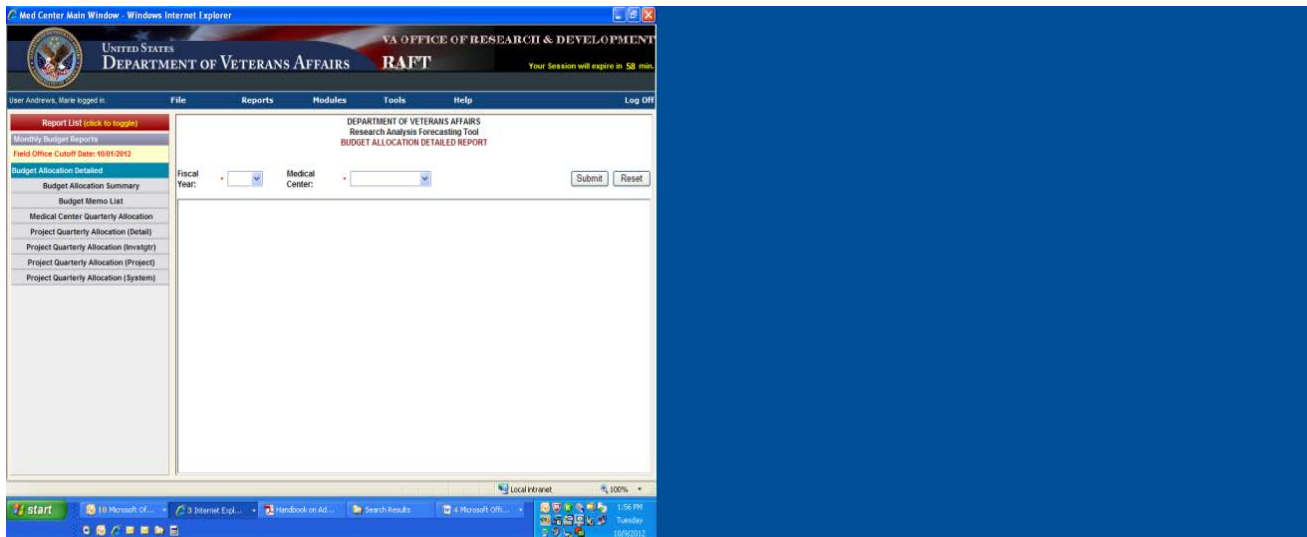 Med Center Main Window - Windows Internet Explorer
UNITED STATES
DEPARTMENT OF VETERANS AFFAIRS
VA OFFICE OF RESEARCH & DEVELOPMENT
RAFT
Your Session will expire in 58 min.
User Andrews, Marie logged in.
File Reports Modules Tools Help Log Off
Report List (click to toggle)
Monthly Budget Reports
Field Office Cutoff Date: 10/01/2012
Budget Allocation Detailed
Budget Allocation Summary
Budget Memo List
Medical Center Quarterly Allocation
Project Quarterly Allocation (Detail)
Project Quarterly Allocation (Invstgtr)
Project Quarterly Allocation (Project)
Project Quarterly Allocation (System)
DEPARTMENT OF VETERANS AFFAIRS
Research Analysis Forecasting Tool
BUDGET ALLOCATION DETAILED REPORT
Fiscal Year: *
Medical Center: *
Submit Reset
Local intranet 100%
start 10 Microsoft Of... 3 Internet Expl... Handbook on Ad... Search Results 4 Microsoft Offi... 1:56 PM
Tuesday
10/9/2012